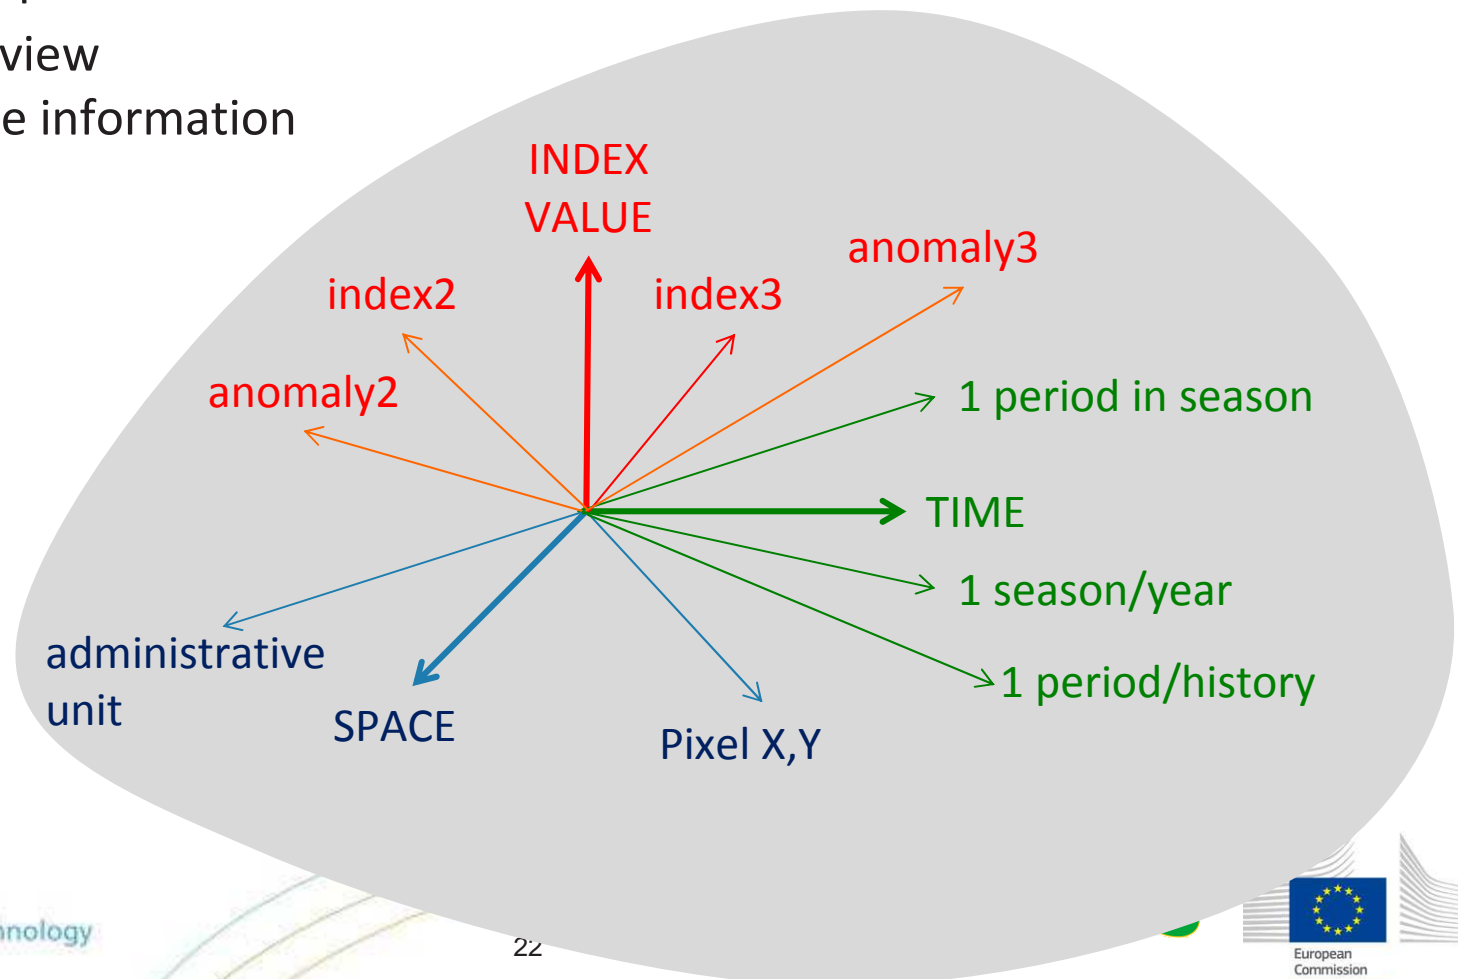 view
e information
INDEX
VALUE
anomaly3
index2
index3
anomaly2
1 period in season
TIME
1 season/year
administrative
unit
1 period/history
SPACE
Pixel X,Y
nology
22
European
Commission